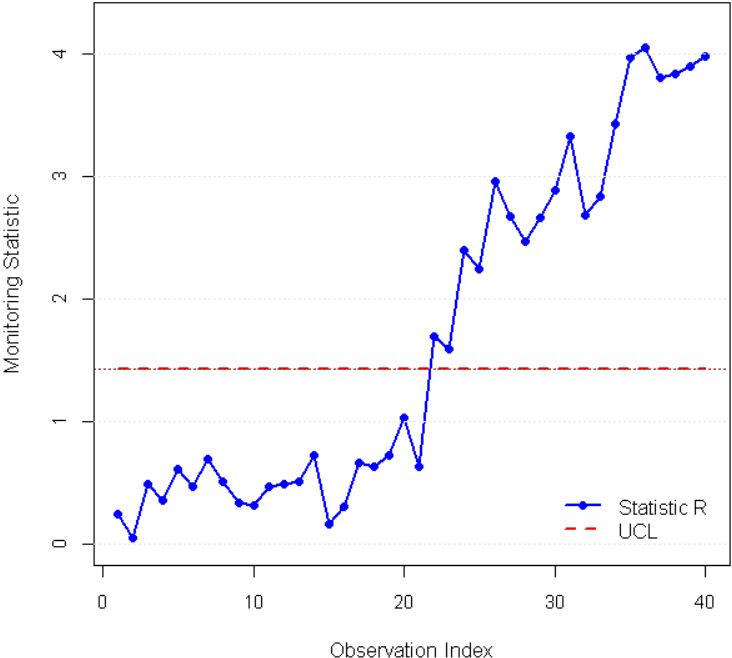 Monitoring Statistic
4
3
2
1
0
Statistic R
UCL
0 10 20 30 40
Observation Index